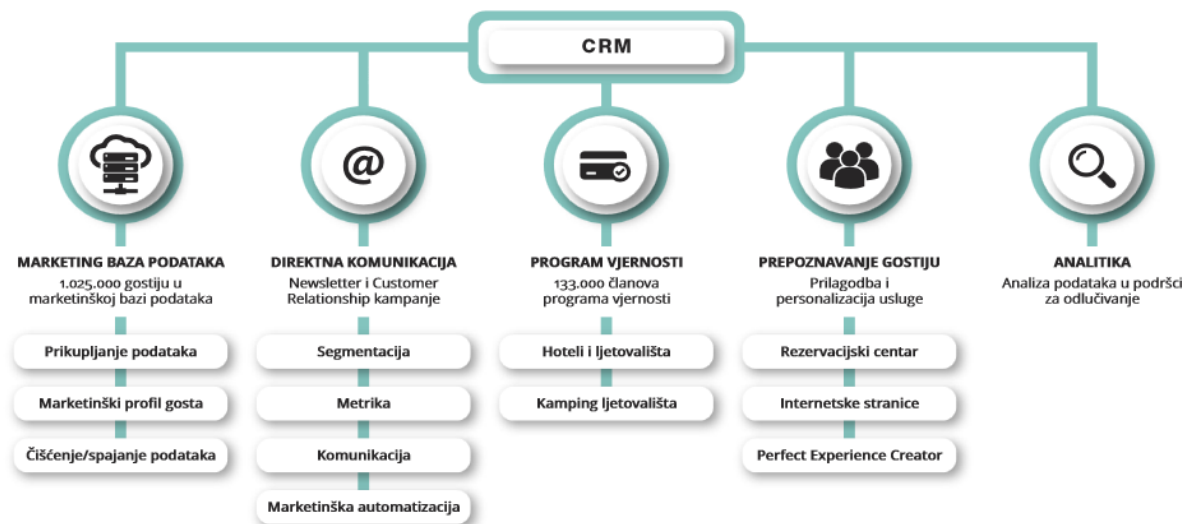 CRM
@
MARKETING BAZA PODATAKA
1.025.000 gostiju u
marketinškoj bazi podataka
Prikupljanje podataka
Marketinški profil gosta
Čišćenje/spajanje podataka
DIREKTNA KOMUNIKACIJA
Newsletter i Customer
Relationship kampanje
Segmentacija
Metrika
Komunikacija
Marketinška automatizacija
PROGRAM VJERNOSTI
133.000 članova
programa vjernosti
Hoteli i ljetovališta
Kamping ljetovališta
PREPOZNAVANJE GOSTIJU
Prilagodba i
personalizacija usluge
Rezervacijski centar
Internetske stranice
Perfect Experience Creator
ANALITIKA
Analiza podataka u podršci
za odlučivanje